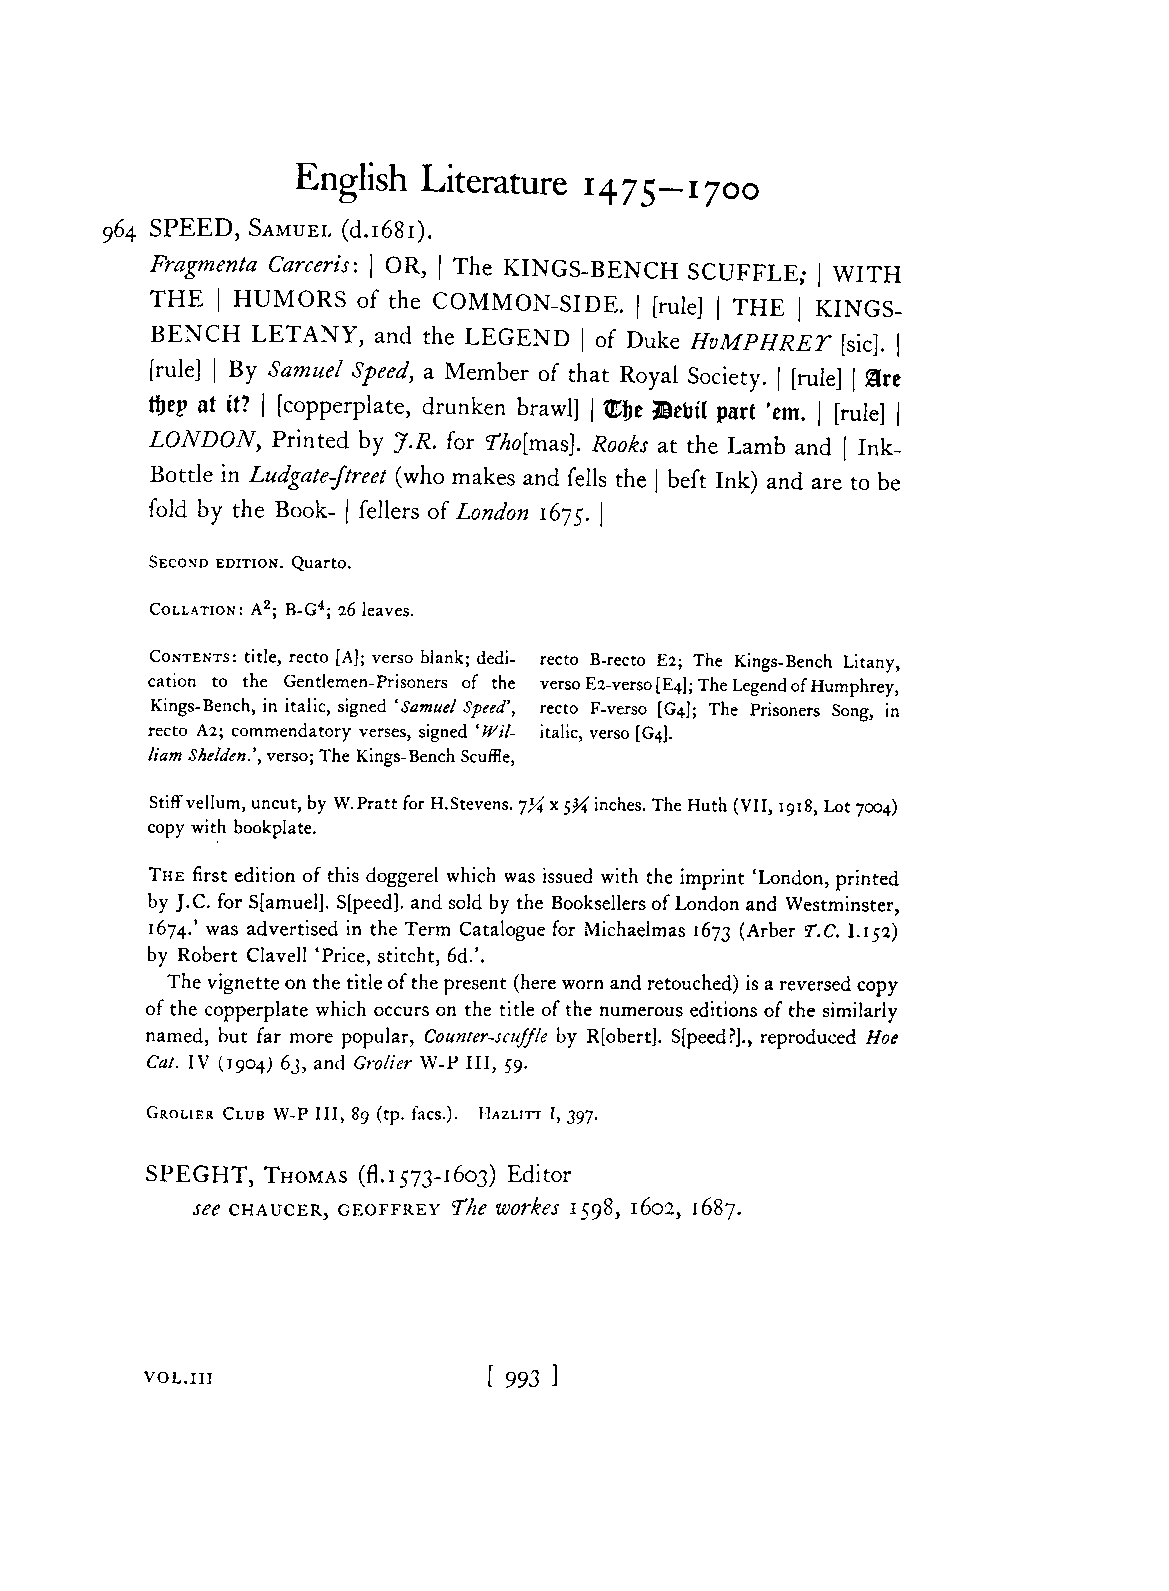 English Literature 1475–1700
964 SPEED, SAMUEL (d.1681).
Fragmenta Carceris: | OR, | The KINGS-BENCH SCUFFLE; | WITH
THE | HUMORS of the COMMON-SIDE. | [rule] | THE | KINGS-
BENCH LETANY, and the LEGEND | of Duke HvMPHREY [sic]. |
[rule] | By Samuel Speed, a Member of that Royal Society. | [rule] | Are
they at it? | [copperplate, drunken brawl] | The Devil part 'em. | [rule] |
LONDON, Printed by J.R. for Tho[mas]. Rooks at the Lamb and | Ink-
Bottle in Ludgate-ſtreet (who makes and ſells the | beſt Ink) and are to be
ſold by the Book- | ſellers of London 1675. |
SECOND EDITION. Quarto.
COLLATION: A²; B-G⁴; 26 leaves.
CONTENTS: title, recto [A]; verso blank; dedi-
cation to the Gentlemen-Prisoners of the
Kings-Bench, in italic, signed ‘Samuel Speed’,
recto A2; commendatory verses, signed ‘Wil-
liam Shelden.’, verso; The Kings-Bench Scuffle,
recto B-recto E2; The Kings-Bench Litany,
verso E2-verso [E4]; The Legend of Humphrey,
recto F-verso [G4]; The Prisoners Song, in
italic, verso [G4].
Stiff vellum, uncut, by W.Pratt for H.Stevens. 7¼ x 5¾ inches. The Huth (VII, 1918, Lot 7004)
copy with bookplate.
THE first edition of this doggerel which was issued with the imprint ‘London, printed
by J.C. for S[amuel]. S[peed]. and sold by the Booksellers of London and Westminster,
1674.’ was advertised in the Term Catalogue for Michaelmas 1673 (Arber T.C. I.152)
by Robert Clavell ‘Price, stitcht, 6d.’.
The vignette on the title of the present (here worn and retouched) is a reversed copy
of the copperplate which occurs on the title of the numerous editions of the similarly
named, but far more popular, Counter-scuffle by R[obert]. S[peed?]., reproduced Hoe
Cat. IV (1904) 63, and Grolier W-P III, 59.
GROLIER CLUB W-P III, 89 (tp. facs.). HAZLITT I, 397.
SPEGHT, THOMAS (fl.1573-1603) Editor
see CHAUCER, GEOFFREY The workes 1598, 1602, 1687.
VOL.III [ 993 ]